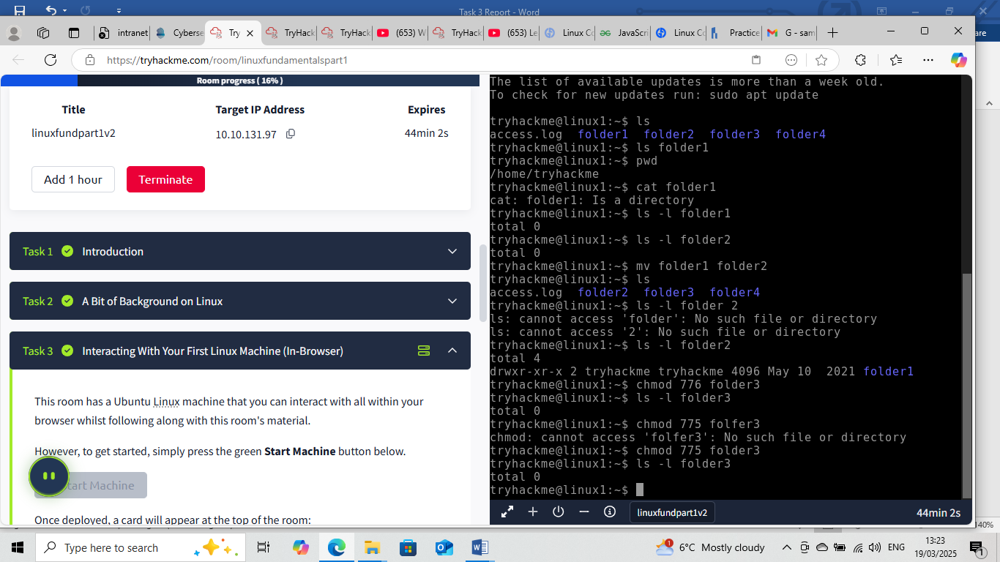 Task 3 Report - Word
intranet
Cyberse
Try
TryHack
TryHack
(653) W
TryHack
(653) Le
Linux Co
JavaScri
Linux Co
Practice
G - sam
https://tryhackme.com/room/linuxfundamentalspart1
Room progress ( 16% )
Title
Target IP Address
Expires
linuxfundpart1v2
10.10.131.97
44min 2s
Add 1 hour
Terminate
Task 1
Introduction
Task 2
A Bit of Background on Linux
Task 3
Interacting With Your First Linux Machine (In-Browser)
This room has a Ubuntu Linux machine that you can interact with all within your
browser whilst following along with this room's material.
However, to get started, simply press the green Start Machine button below.
tart Machine
Once deployed, a card will appear at the top of the room:
The list of available updates is more than a week old.
To check for new updates run: sudo apt update
tryhackme@linux1:~$ ls
access.log  folder1  folder2  folder3  folder4
tryhackme@linux1:~$ ls folder1
tryhackme@linux1:~$ pwd
/home/tryhackme
tryhackme@linux1:~$ cat folder1
cat: folder1: Is a directory
tryhackme@linux1:~$ ls -l folder1
total 0
tryhackme@linux1:~$ ls -l folder2
total 0
tryhackme@linux1:~$ mv folder1 folder2
tryhackme@linux1:~$ ls
access.log  folder2  folder3  folder4
tryhackme@linux1:~$ ls -l folder 2
ls: cannot access 'folder': No such file or directory
ls: cannot access '2': No such file or directory
tryhackme@linux1:~$ ls -l folder2
total 4
drwxr-xr-x 2 tryhackme tryhackme 4096 May 10  2021 folder1
tryhackme@linux1:~$ chmod 776 folder3
tryhackme@linux1:~$ ls -l folder3
total 0
tryhackme@linux1:~$ chmod 775 folfer3
chmod: cannot access 'folfer3': No such file or directory
tryhackme@linux1:~$ chmod 775 folder3
tryhackme@linux1:~$ ls -l folder3
total 0
tryhackme@linux1:~$
linuxfundpart1v2
44min 2s
are
140%
Type here to search
1
6°C Mostly cloudy
ENG
13:23
19/03/2025
1